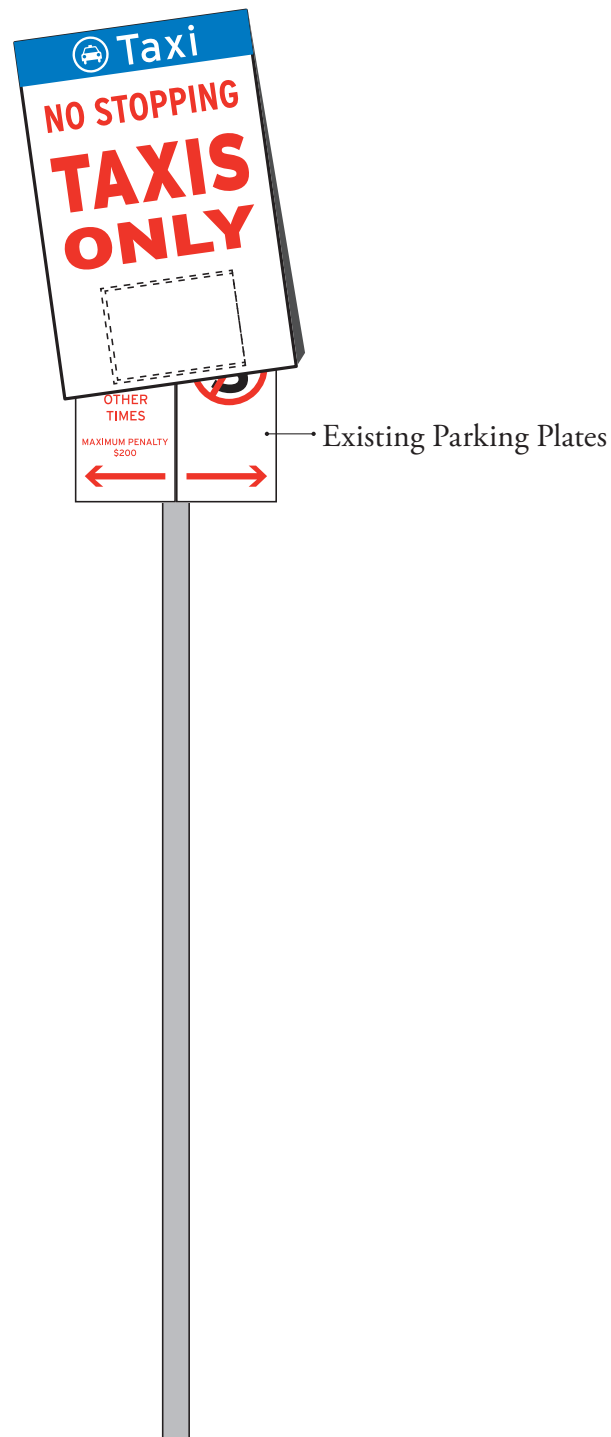 Taxi
NO STOPPING
TAXIS
ONLY
OTHER
TIMES
MAXIMUM PENALTY
$200
Existing Parking Plates